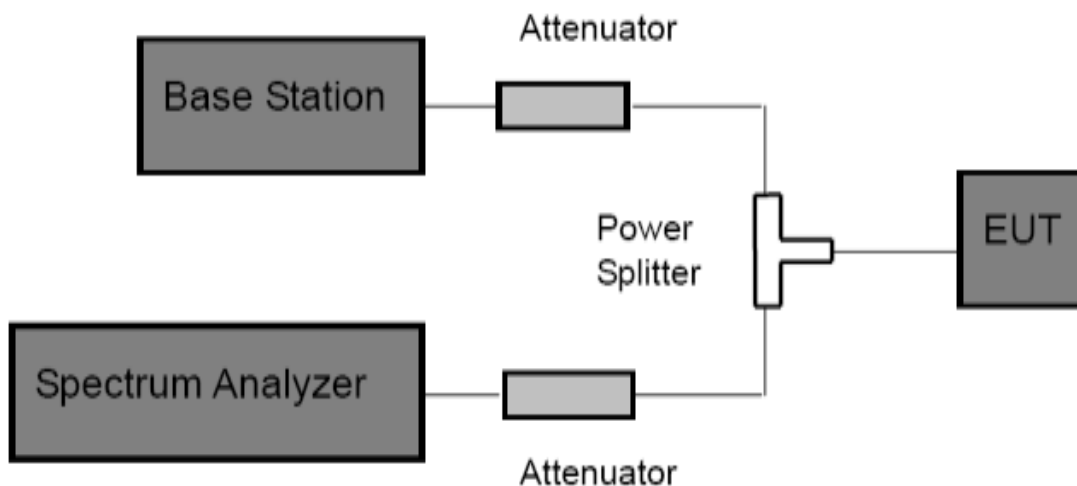 Attenuator
Base Station
Power
Splitter
EUT
Spectrum Analyzer
Attenuator